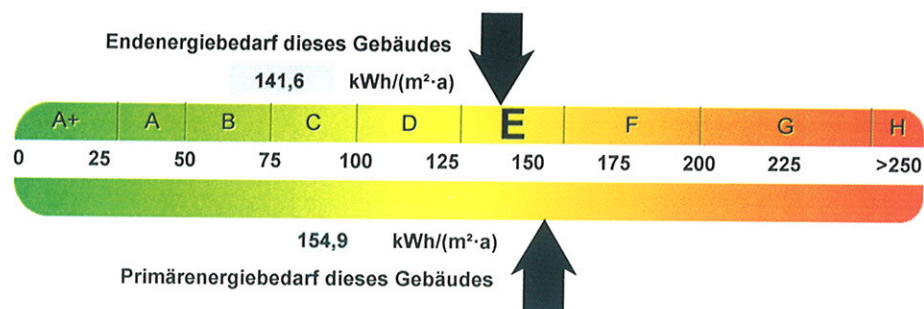 Endenergiebedarf dieses Gebäudes
141,6 kWh/(m²·a)
A+ A B C D E F G H
0 25 50 75 100 125 150 175 200 225 >250
154,9 kWh/(m²·a)
Primärenergiebedarf dieses Gebäudes